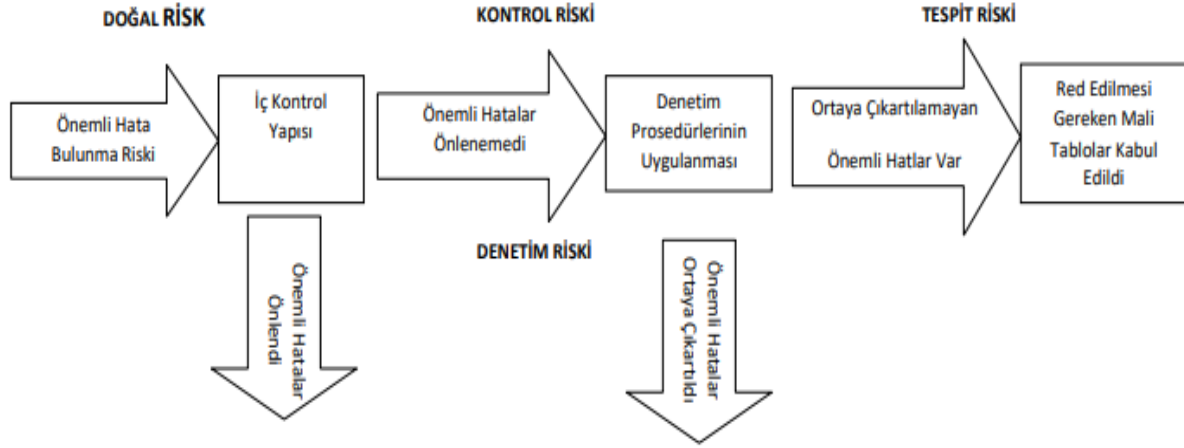 DOĞAL RİSK
KONTROL RİSKİ
TESPİT RİSKİ
Önemli Hata
Bulunma Riski
İç Kontrol
Yapısı
Önemli Hatalar
Önlenemedi
Denetim
Prosedürlerinin
Uygulanması
Ortaya Çıkartılamayan
Önemli Hatlar Var
Red Edilmesi
Gereken Mali
Tablolar Kabul
Edildi
DENETİM RİSKİ
Önemli Hatalar
Önlendi
Önemli Hatalar
Ortaya Çıkartıldı